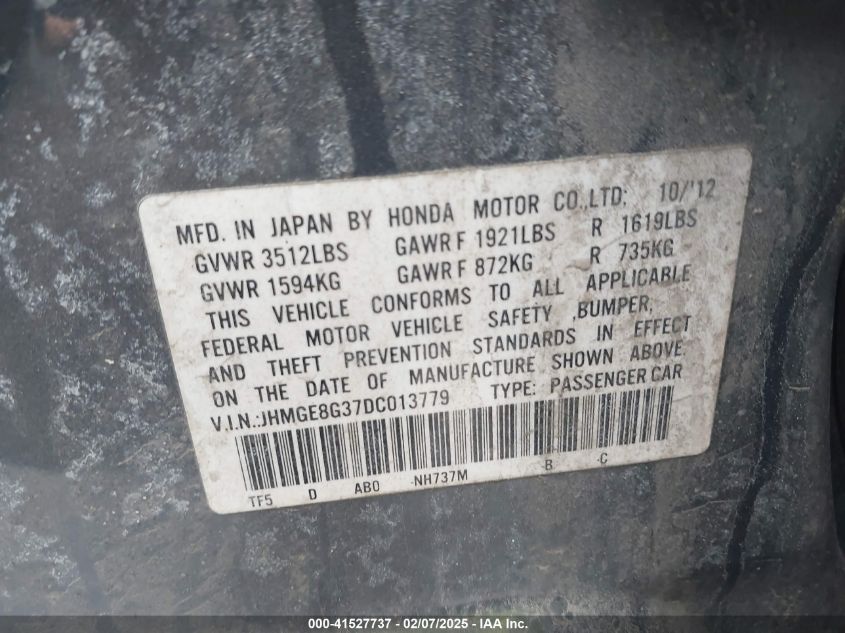 MFD. IN JAPAN BY HONDA MOTOR CO.,LTD: 10/'12
GVWR 3512LBS GAWR F 1921LBS R 1619LBS
GVWR 1594KG GAWR F 872KG R 735KG
THIS VEHICLE CONFORMS TO ALL APPLICABLE
FEDERAL MOTOR VEHICLE SAFETY ,BUMPER,
AND THEFT PREVENTION STANDARDS IN EFFECT
ON THE DATE OF MANUFACTURE SHOWN ABOVE.
V.I.N.:JHMGE8G37DC013779 TYPE: PASSENGER CAR
TF5 D AB0 -NH737M -B -C
000-41527737 - 02/07/2025 - IAA Inc.